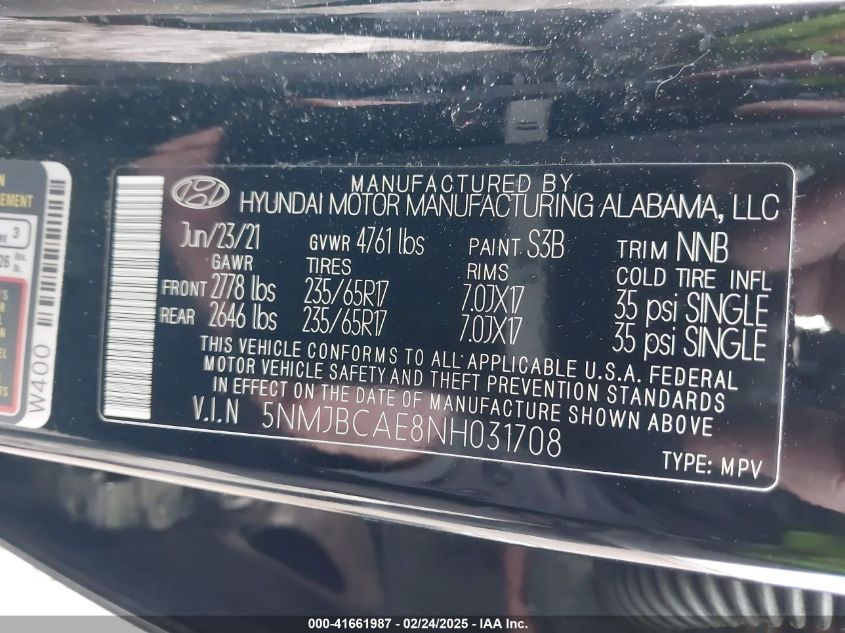 MANUFACTURED BY
HYUNDAI MOTOR MANUFACTURING ALABAMA, LLC
Jun/23/21 GVWR 4761 lbs PAINT S3B TRIM NNB
GAWR TIRES RIMS COLD TIRE INFL
FRONT 2778 lbs 235/65R17 7.0JX17 35 psi SINGLE
REAR 2646 lbs 235/65R17 7.0JX17 35 psi SINGLE
THIS VEHICLE CONFORMS TO ALL APPLICABLE U.S.A. FEDERAL
MOTOR VEHICLE SAFETY AND THEFT PREVENTION STANDARDS
IN EFFECT ON THE DATE OF MANUFACTURE SHOWN ABOVE
V.I.N 5NMJBCAE8NH031708
TYPE: MPV
3
W400
000-41661987 - 02/24/2025 - IAA Inc.